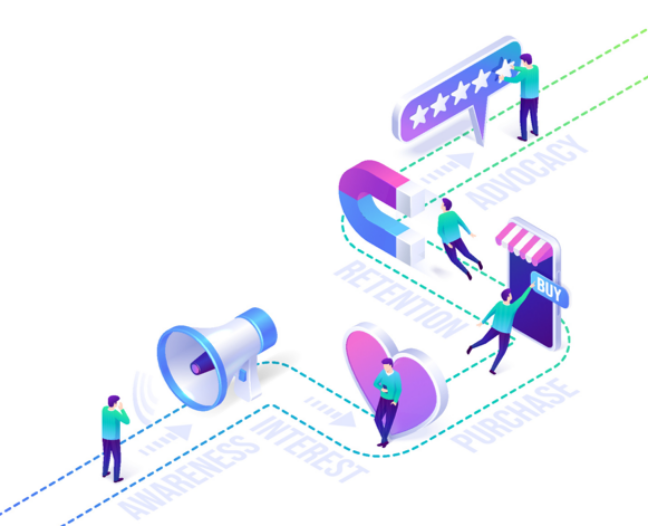 AWARENESS
INTEREST
PURCHASE
BUY
RETENTION
ADVOCACY